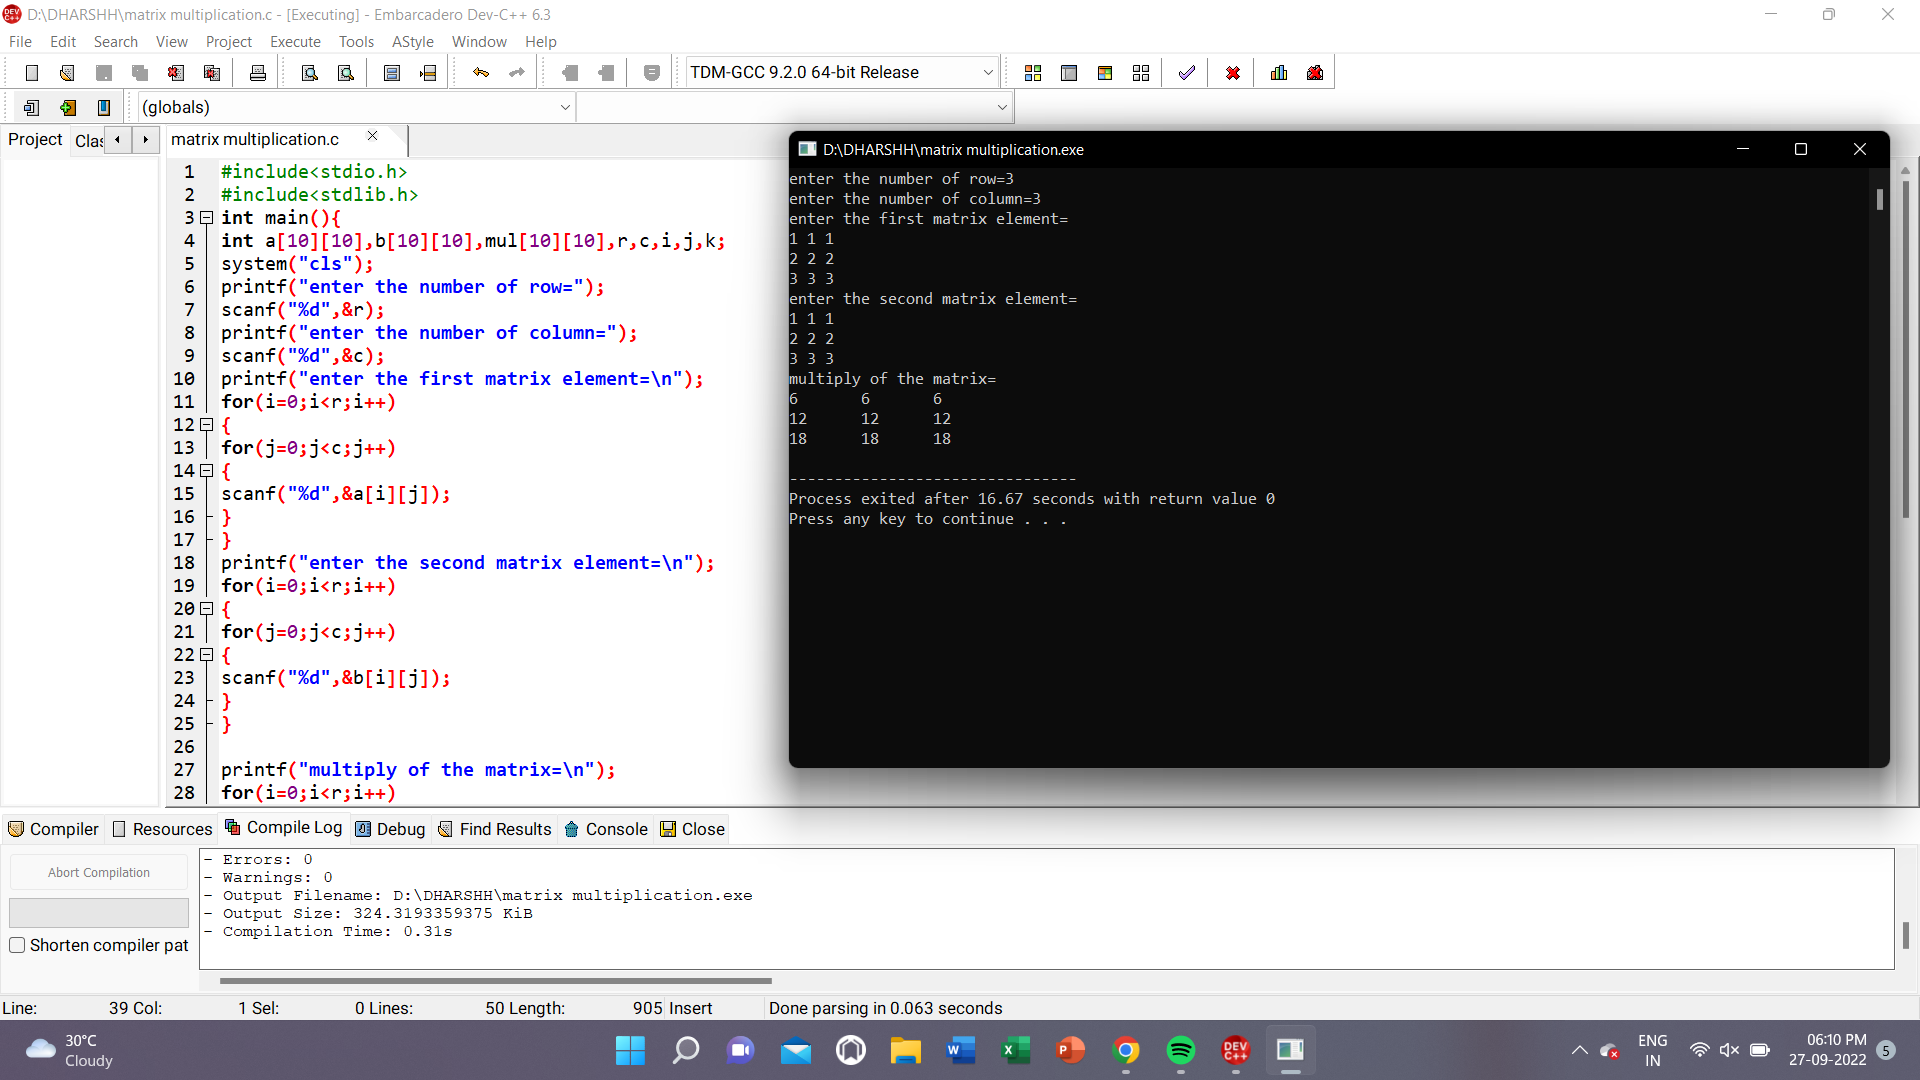 D:\DHARSHH\matrix multiplication.c - [Executing] - Embarcadero Dev-C++ 6.3
File Edit Search View Project Execute Tools AStyle Window Help
TDM-GCC 9.2.0 64-bit Release
(globals)
Project Clas
matrix multiplication.c
1 #include<stdio.h>
2 #include<stdlib.h>
3 int main(){
4 int a[10][10],b[10][10],mul[10][10],r,c,i,j,k;
5 system("cls");
6 printf("enter the number of row=");
7 scanf("%d",&r);
8 printf("enter the number of column=");
9 scanf("%d",&c);
10 printf("enter the first matrix element=\n");
11 for(i=0;i<r;i++)
12 {
13 for(j=0;j<c;j++)
14 {
15 scanf("%d",&a[i][j]);
16 }
17 }
18 printf("enter the second matrix element=\n");
19 for(i=0;i<r;i++)
20 {
21 for(j=0;j<c;j++)
22 {
23 scanf("%d",&b[i][j]);
24 }
25 }
26
27 printf("multiply of the matrix=\n");
28 for(i=0;i<r;i++)
D:\DHARSHH\matrix multiplication.exe
enter the number of row=3
enter the number of column=3
enter the first matrix element=
1 1 1
2 2 2
3 3 3
enter the second matrix element=
1 1 1
2 2 2
3 3 3
multiply of the matrix=
6 6 6
12 12 12
18 18 18
--------------------------------
Process exited after 16.67 seconds with return value 0
Press any key to continue . . .
Compiler Resources Compile Log Debug Find Results Console Close
Abort Compilation
Shorten compiler pat
- Errors: 0
- Warnings: 0
- Output Filename: D:\DHARSHH\matrix multiplication.exe
- Output Size: 324.3193359375 KiB
- Compilation Time: 0.31s
Line: 39 Col: 1 Sel: 0 Lines: 50 Length: 905 Insert Done parsing in 0.063 seconds
30°C
Cloudy
DEV C++
ENG
IN
06:10 PM
27-09-2022
5